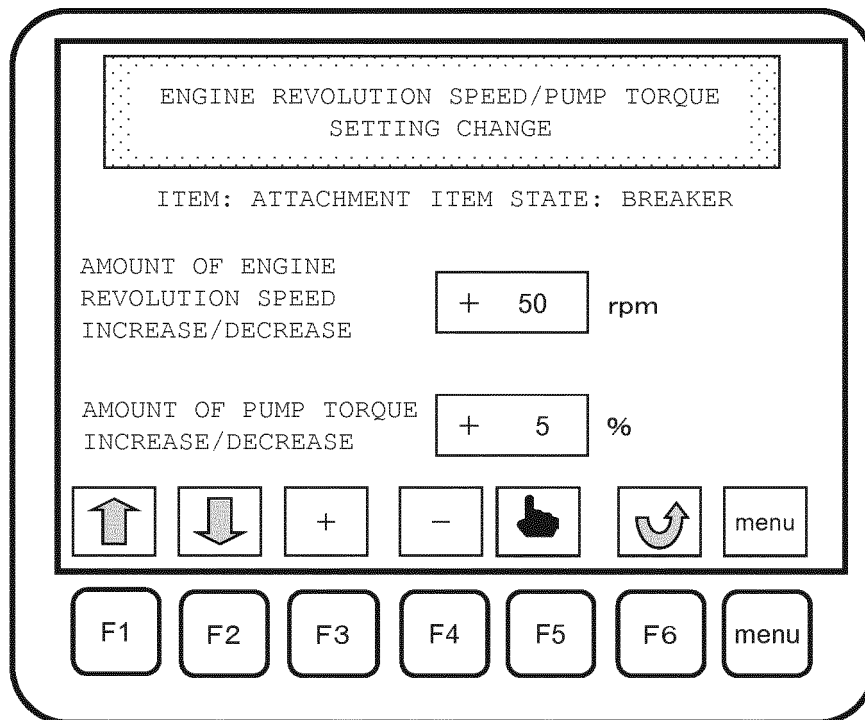 ENGINE REVOLUTION SPEED/PUMP TORQUE
SETTING CHANGE
ITEM: ATTACHMENT ITEM STATE: BREAKER
AMOUNT OF ENGINE
REVOLUTION SPEED
INCREASE/DECREASE
+ 50 rpm
AMOUNT OF PUMP TORQUE
INCREASE/DECREASE
+ 5 %
+ − menu
F1 F2 F3 F4 F5 F6 menu